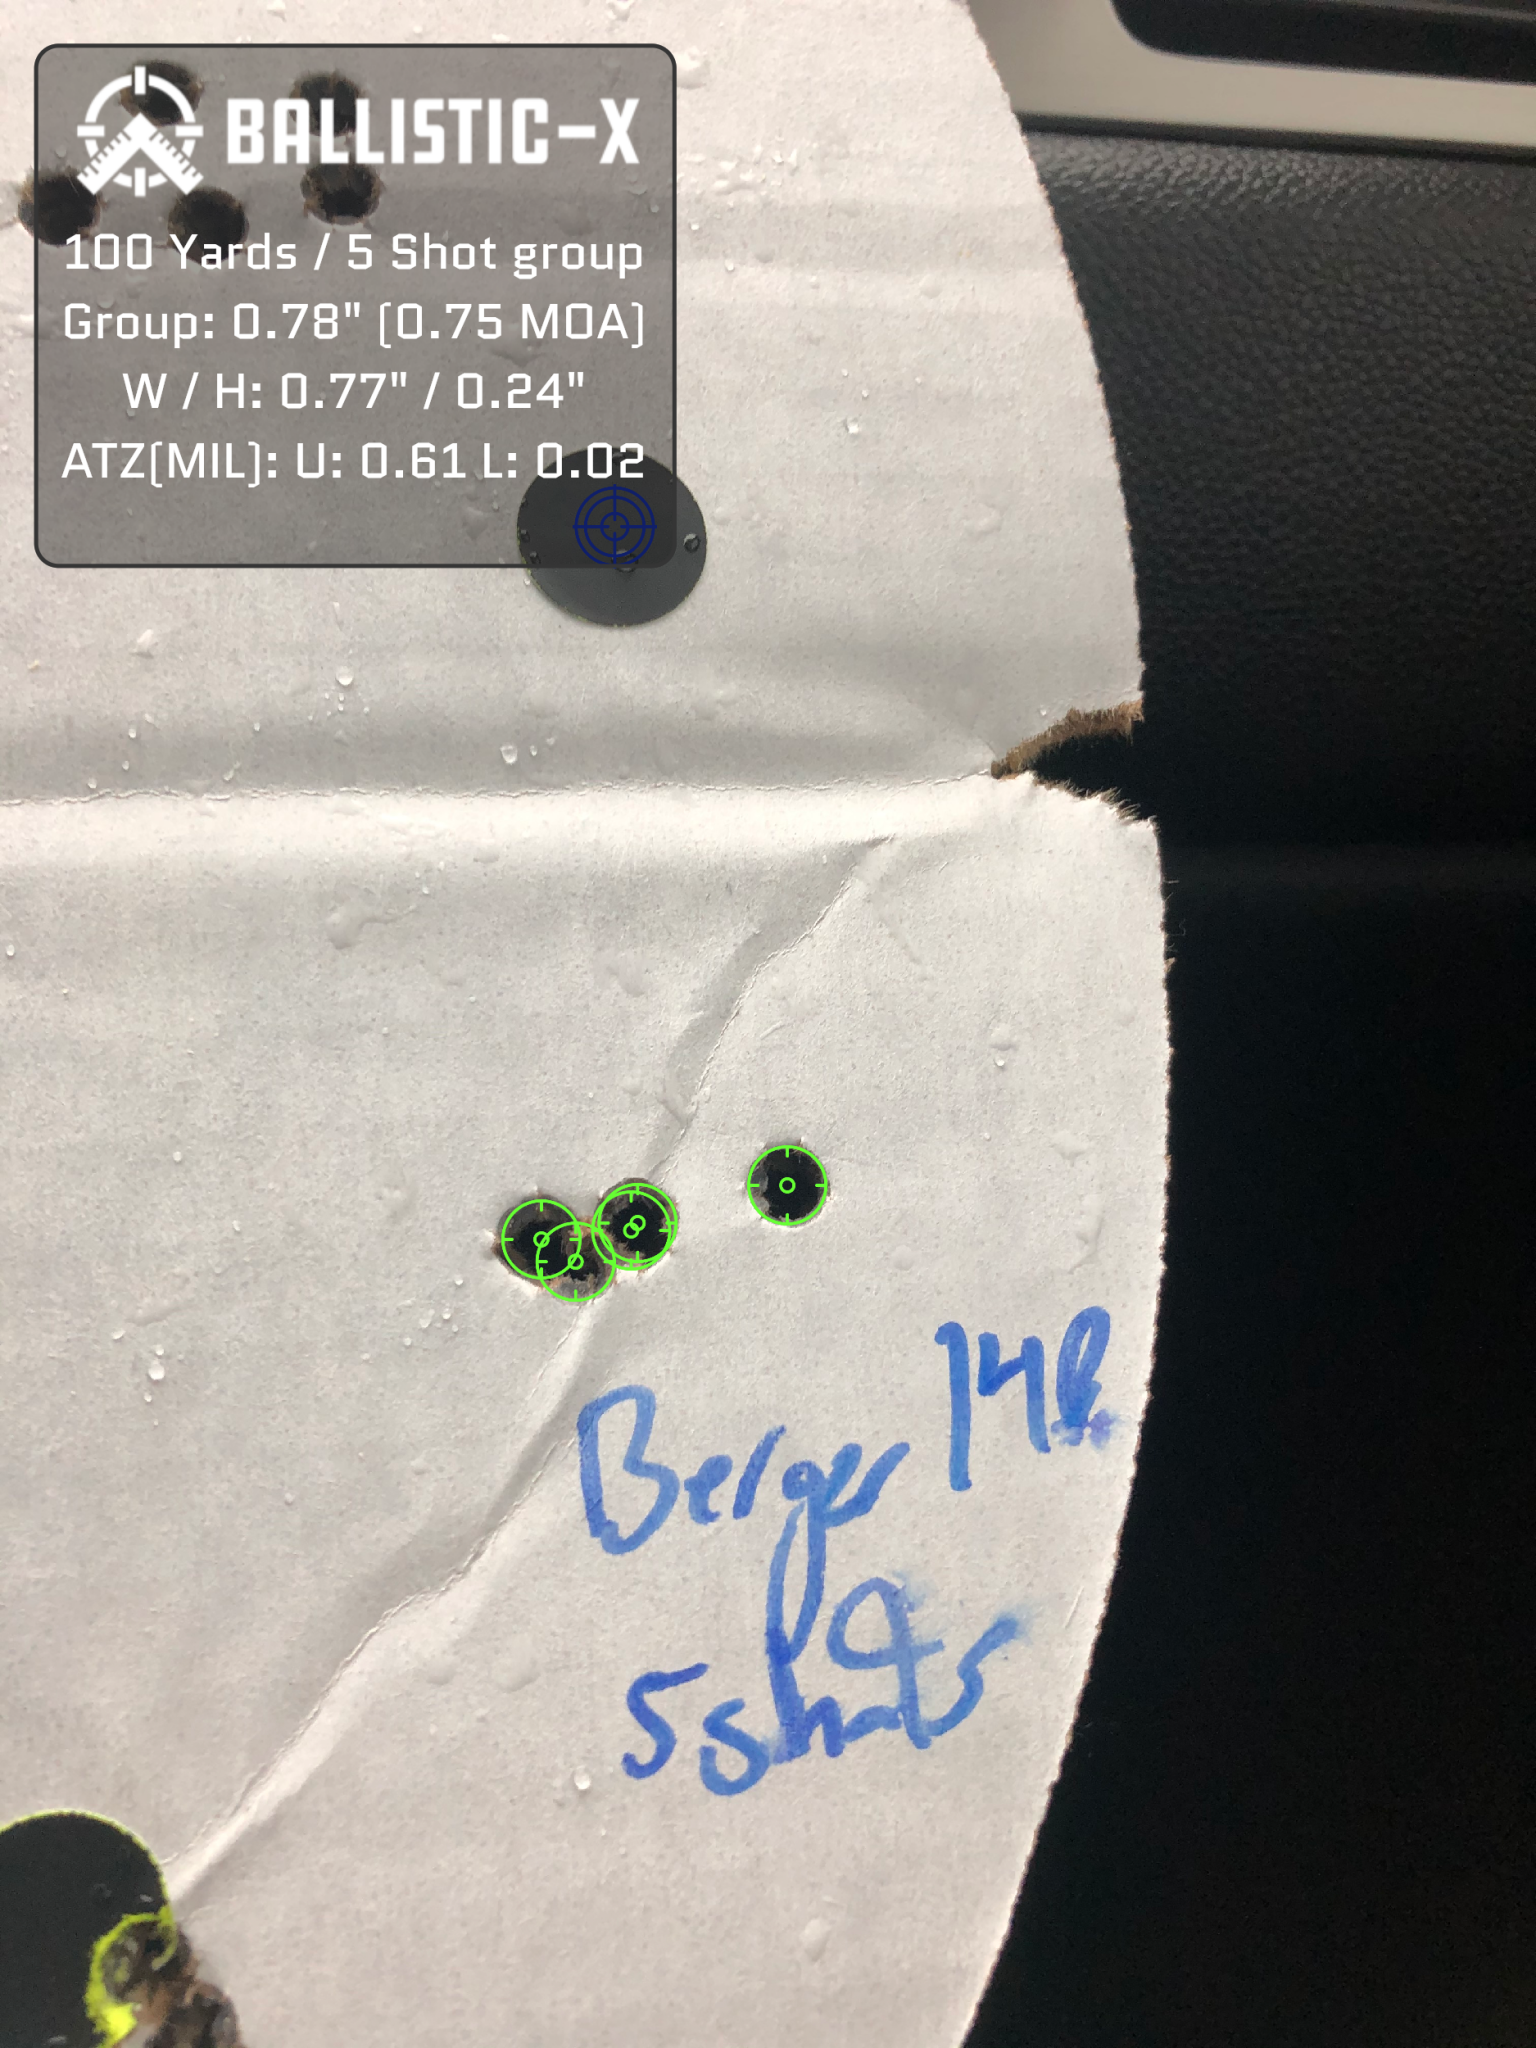 BALLISTIC-X
100 Yards / 5 Shot group
Group: 0.78" (0.75 MOA)
W / H: 0.77" / 0.24"
ATZ(MIL): U: 0.61 L: 0.02
Berger
5 shots